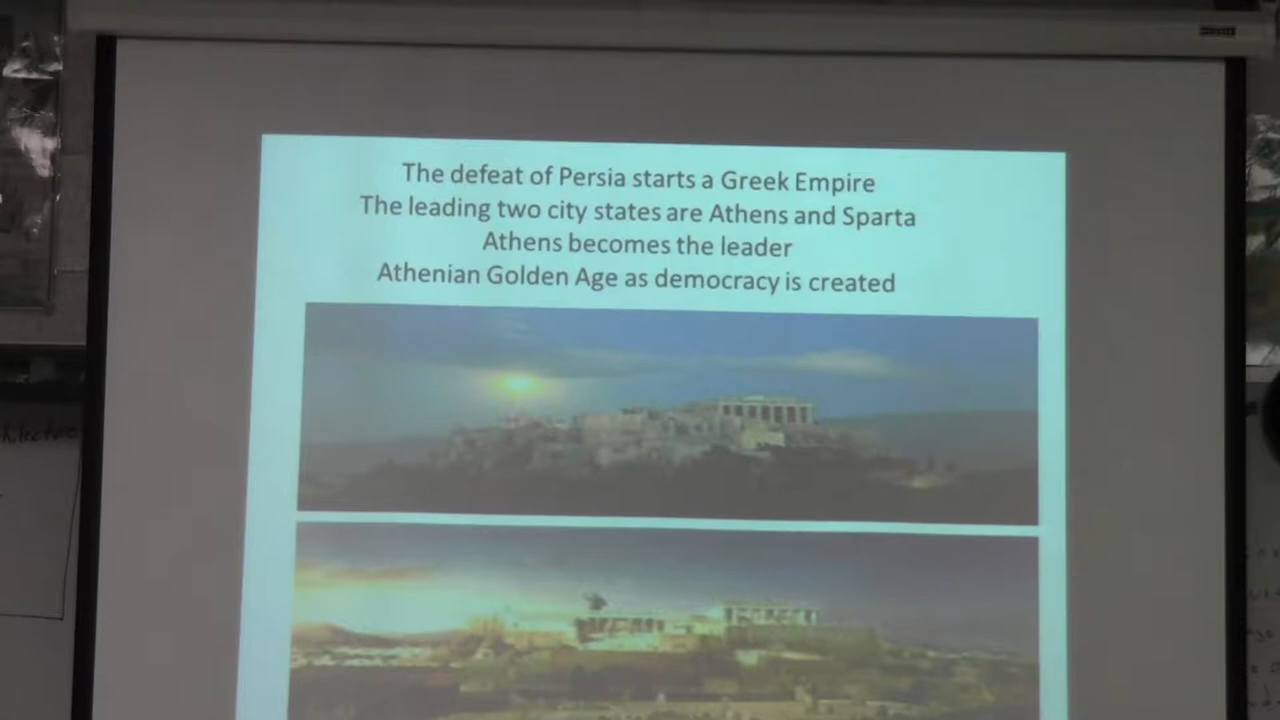 The defeat of Persia starts a Greek Empire
The leading two city states are Athens and Sparta
Athens becomes the leader
Athenian Golden Age as democracy is created